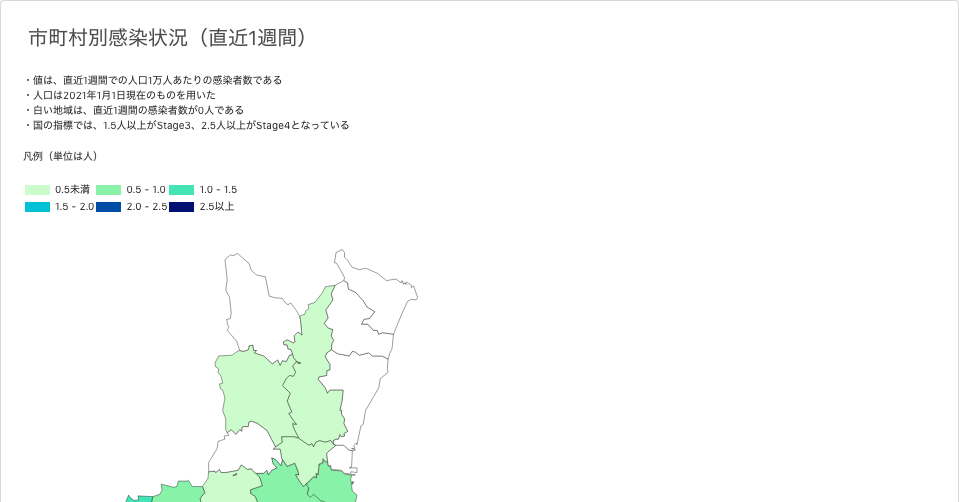 市町村別感染状況（直近1週間）
・値は、直近1週間での人口1万人あたりの感染者数である
・人口は2021年1月1日現在のものを用いた
・白い地域は、直近1週間の感染者数が0人である
・国の指標では、1.5人以上がStage3、2.5人以上がStage4となっている
凡例（単位は人）
0.5未満 0.5 - 1.0 1.0 - 1.5
1.5 - 2.0 2.0 - 2.5 2.5以上